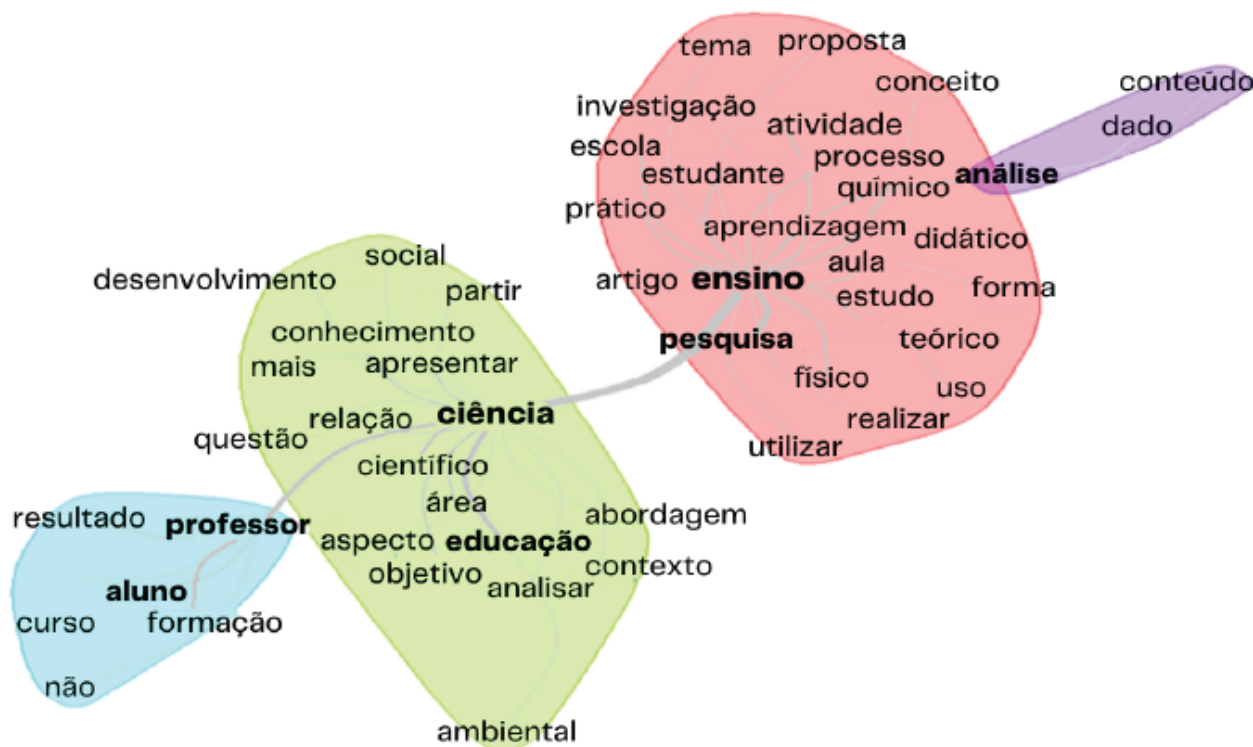 tema
proposta
conceito
investigação
atividade
escola
processo
estudante
químico
prático
aprendizagem
didático
artigo
ensino
aula
estudo
forma
pesquisa
teórico
físico
uso
realizar
utilizar
conteúdo
dado
análise
social
desenvolvimento
partir
conhecimento
mais
apresentar
ciência
relação
questão
científico
área
abordagem
aspecto
educação
objetivo
analisar
contexto
ambiental
resultado
professor
aluno
curso
formação
não